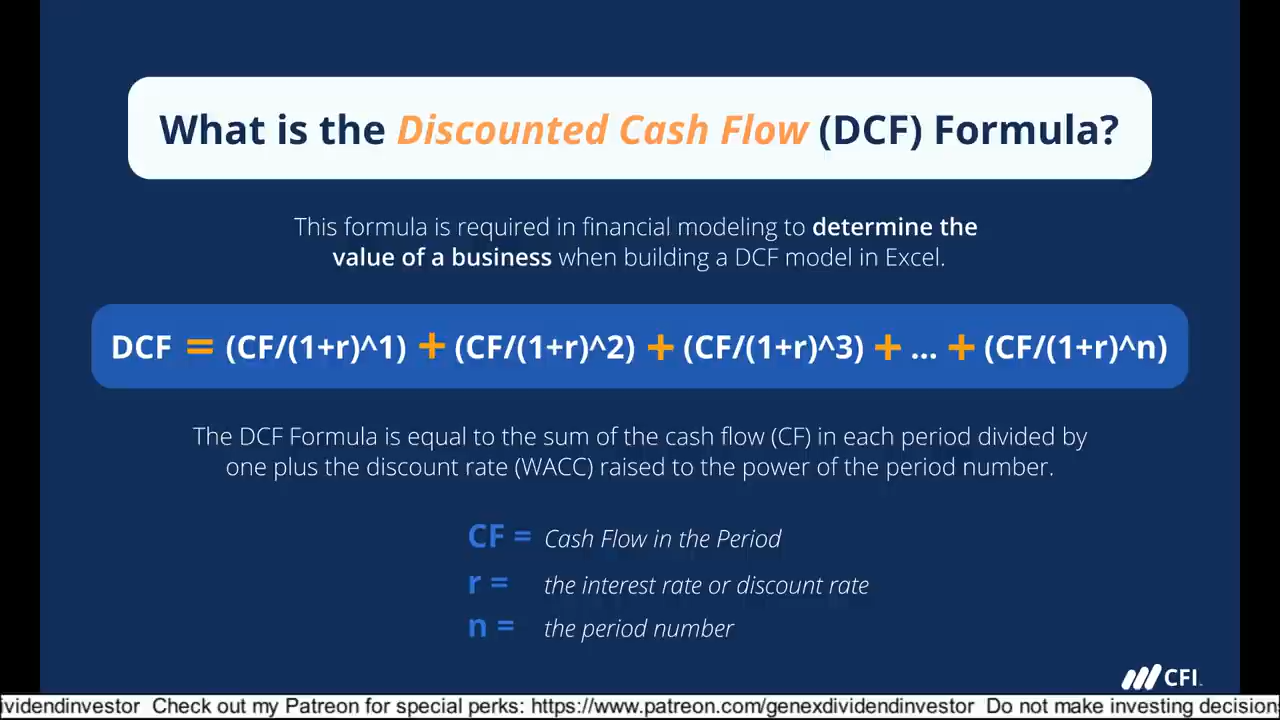 What is the Discounted Cash Flow (DCF) Formula?
This formula is required in financial modeling to determine the
value of a business when building a DCF model in Excel.
DCF = (CF/(1+r)^1) + (CF/(1+r)^2) + (CF/(1+r)^3) + ... + (CF/(1+r)^n)
The DCF Formula is equal to the sum of the cash flow (CF) in each period divided by
one plus the discount rate (WACC) raised to the power of the period number.
CF = Cash Flow in the Period
r = the interest rate or discount rate
n = the period number
CFI
ividendinvestor Check out my Patreon for special perks: https://www.patreon.com/genexdividendinvestor Do not make investing decision